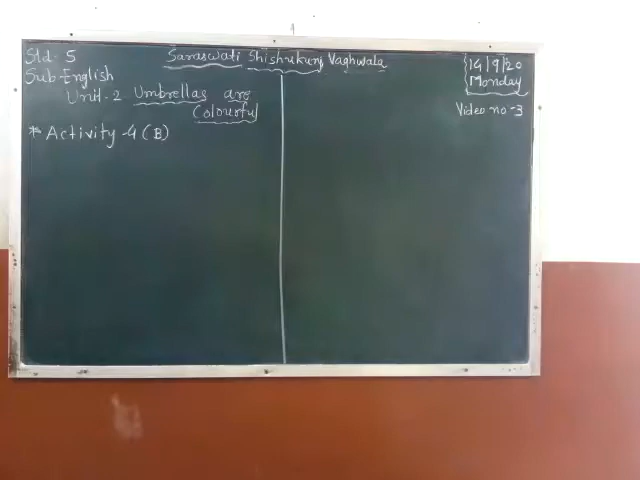 Std. 5
Saraswati Shishukunj Vaghwala
14/9/20
Monday
Sub-English
Unit-2 Umbrellas are
Colourful
Video no-3
* Activity-4 (B)